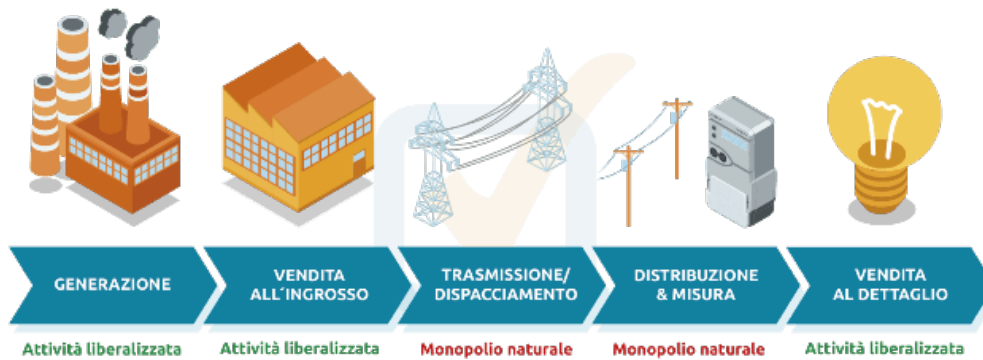 GENERAZIONE
VENDITA
ALL´INGROSSO
TRASMISSIONE/
DISPACCIAMENTO
DISTRIBUZIONE
& MISURA
VENDITA
AL DETTAGLIO
Attività liberalizzata
Attività liberalizzata
Monopolio naturale
Monopolio naturale
Attività liberalizzata